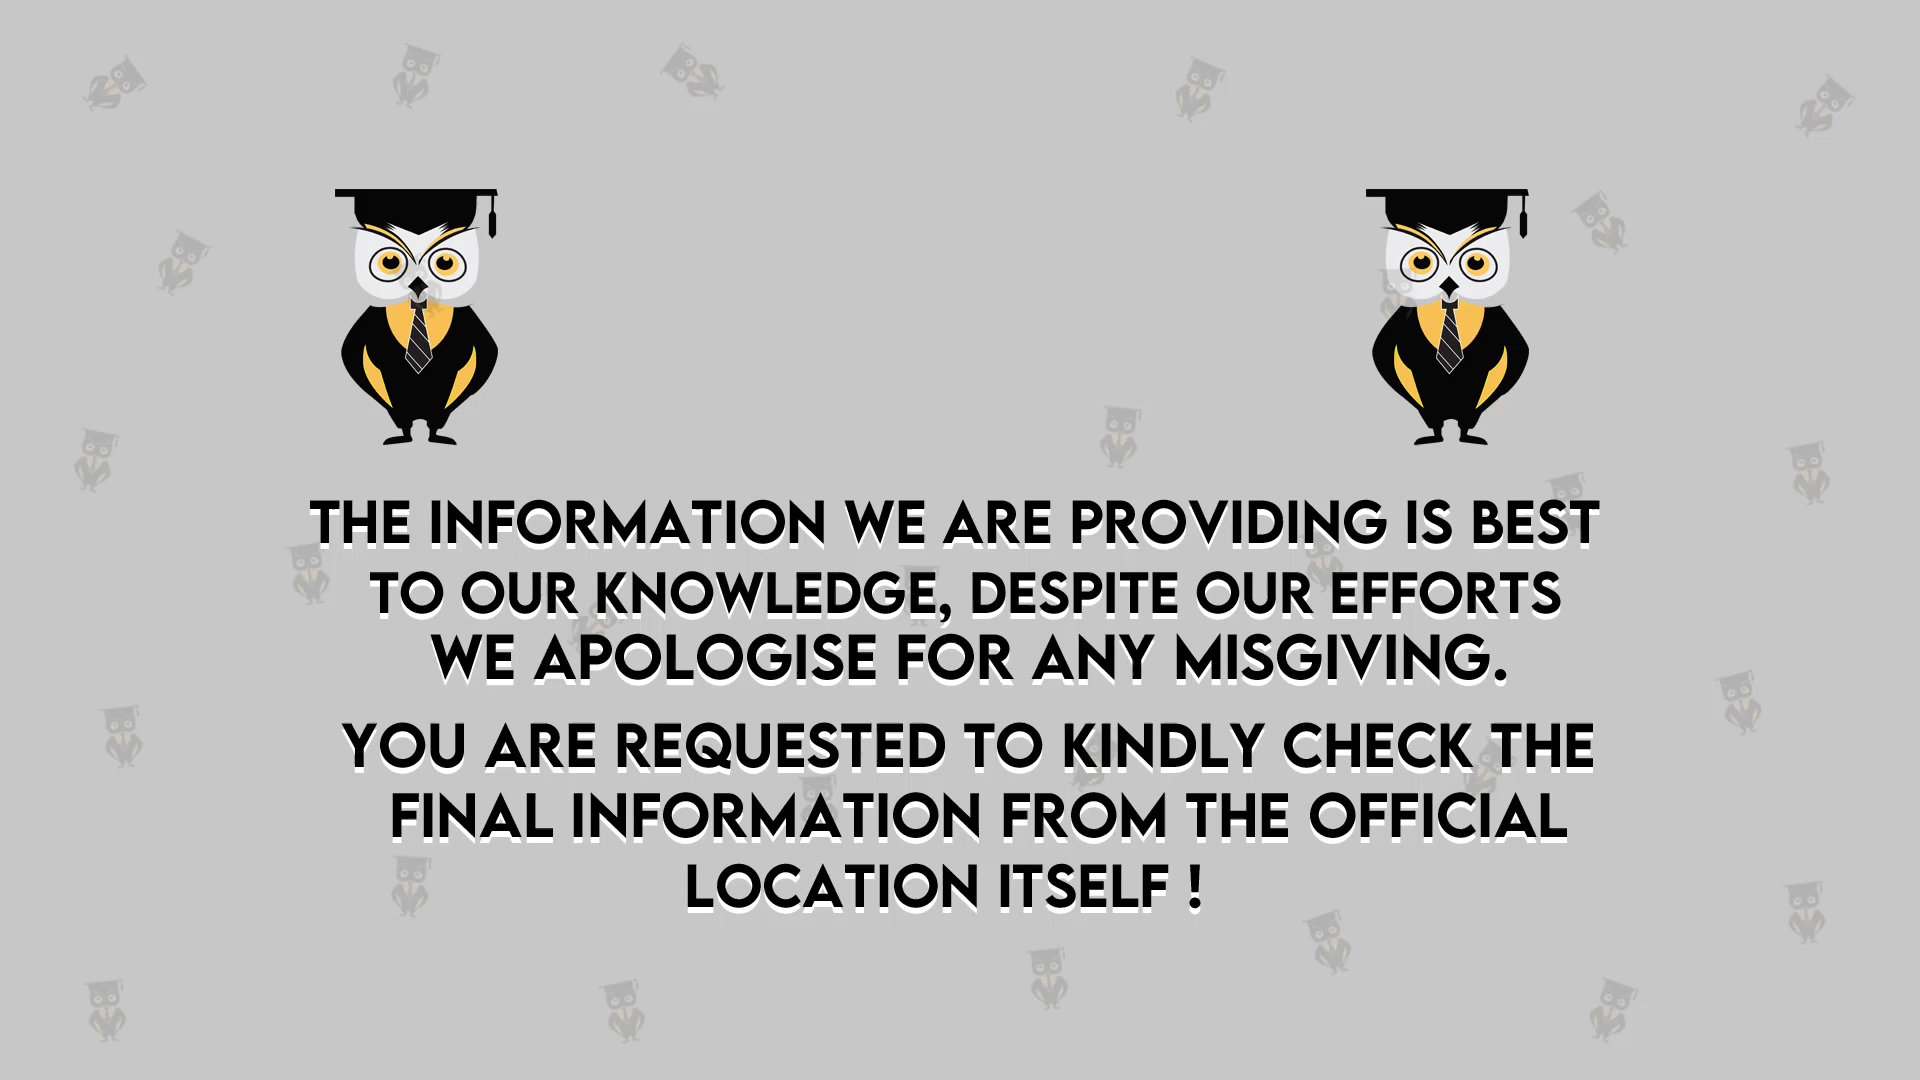 THE INFORMATION WE ARE PROVIDING IS BEST
TO OUR KNOWLEDGE, DESPITE OUR EFFORTS
WE APOLOGISE FOR ANY MISGIVING.
YOU ARE REQUESTED TO KINDLY CHECK THE
FINAL INFORMATION FROM THE OFFICIAL
LOCATION ITSELF !